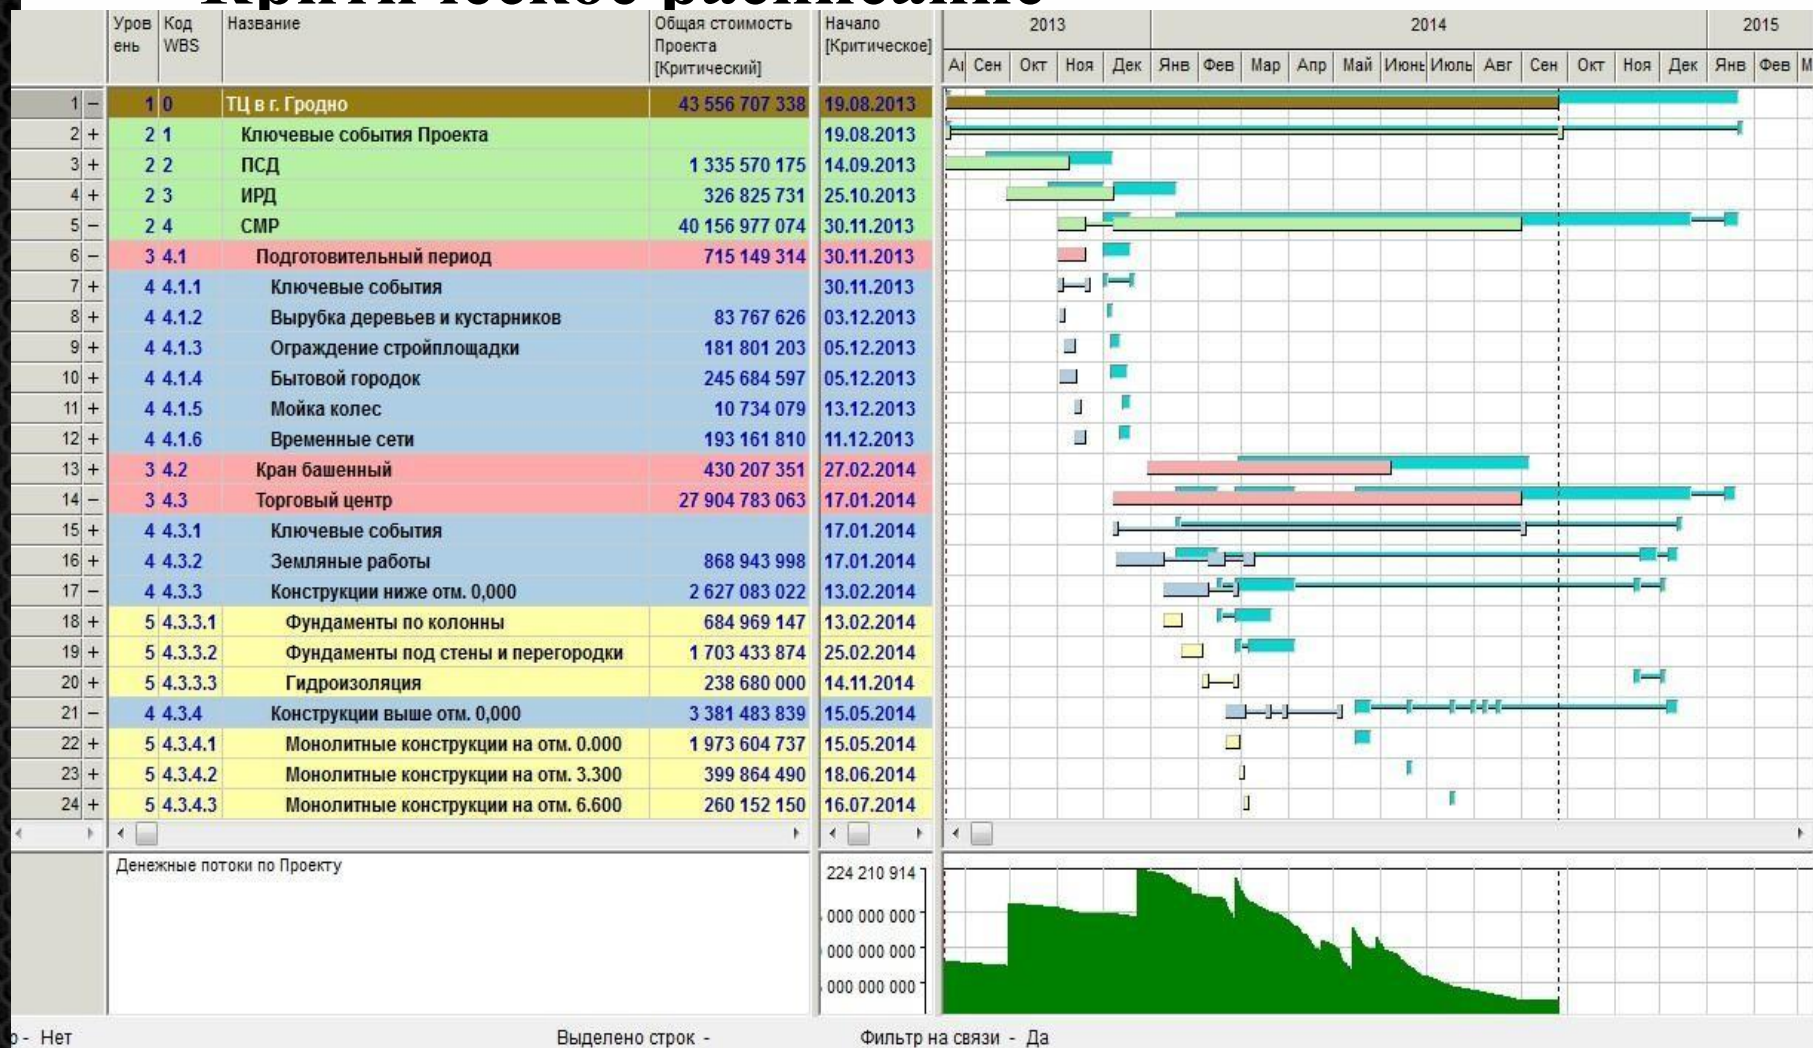 Критическое расписание
Уров Код Название Общая стоимость Начало 2013 2014 2015
ень WBS Проекта [Критическое]
[Критический] Сен Окт Ноя Дек Янв Фев Мар Апр Май Июнь Июль Авг Сен Окт Ноя Дек Янв Фев М
1 – 1 0 ТЦ в г. Гродно 43 556 707 338 19.08.2013
2 + 2 1 Ключевые события Проекта 19.08.2013
3 + 2 2 ПСД 1 335 570 175 14.09.2013
4 + 2 3 ИРД 326 825 731 25.10.2013
5 – 2 4 СМР 40 156 977 074 30.11.2013
6 – 3 4.1 Подготовительный период 715 149 314 30.11.2013
7 + 4 4.1.1 Ключевые события 30.11.2013
8 + 4 4.1.2 Вырубка деревьев и кустарников 83 767 626 03.12.2013
9 + 4 4.1.3 Ограждение стройплощадки 181 801 203 05.12.2013
10 + 4 4.1.4 Бытовой городок 245 684 597 05.12.2013
11 + 4 4.1.5 Мойка колес 10 734 079 13.12.2013
12 + 4 4.1.6 Временные сети 193 161 810 11.12.2013
13 + 3 4.2 Кран башенный 430 207 351 27.02.2014
14 – 3 4.3 Торговый центр 27 904 783 063 17.01.2014
15 + 4 4.3.1 Ключевые события 17.01.2014
16 + 4 4.3.2 Земляные работы 868 943 998 17.01.2014
17 – 4 4.3.3 Конструкции ниже отм. 0,000 2 627 083 022 13.02.2014
18 + 5 4.3.3.1 Фундаменты по колонны 684 969 147 13.02.2014
19 + 5 4.3.3.2 Фундаменты под стены и перегородки 1 703 433 874 25.02.2014
20 + 5 4.3.3.3 Гидроизоляция 238 680 000 14.11.2014
21 – 4 4.3.4 Конструкции выше отм. 0,000 3 381 483 839 15.05.2014
22 + 5 4.3.4.1 Монолитные конструкции на отм. 0.000 1 973 604 737 15.05.2014
23 + 5 4.3.4.2 Монолитные конструкции на отм. 3.300 399 864 490 18.06.2014
24 + 5 4.3.4.3 Монолитные конструкции на отм. 6.600 260 152 150 16.07.2014
Денежные потоки по Проекту 224 210 914
000 000 000
000 000 000
000 000 000
- Нет Выделено строк - Фильтр на связи - Да